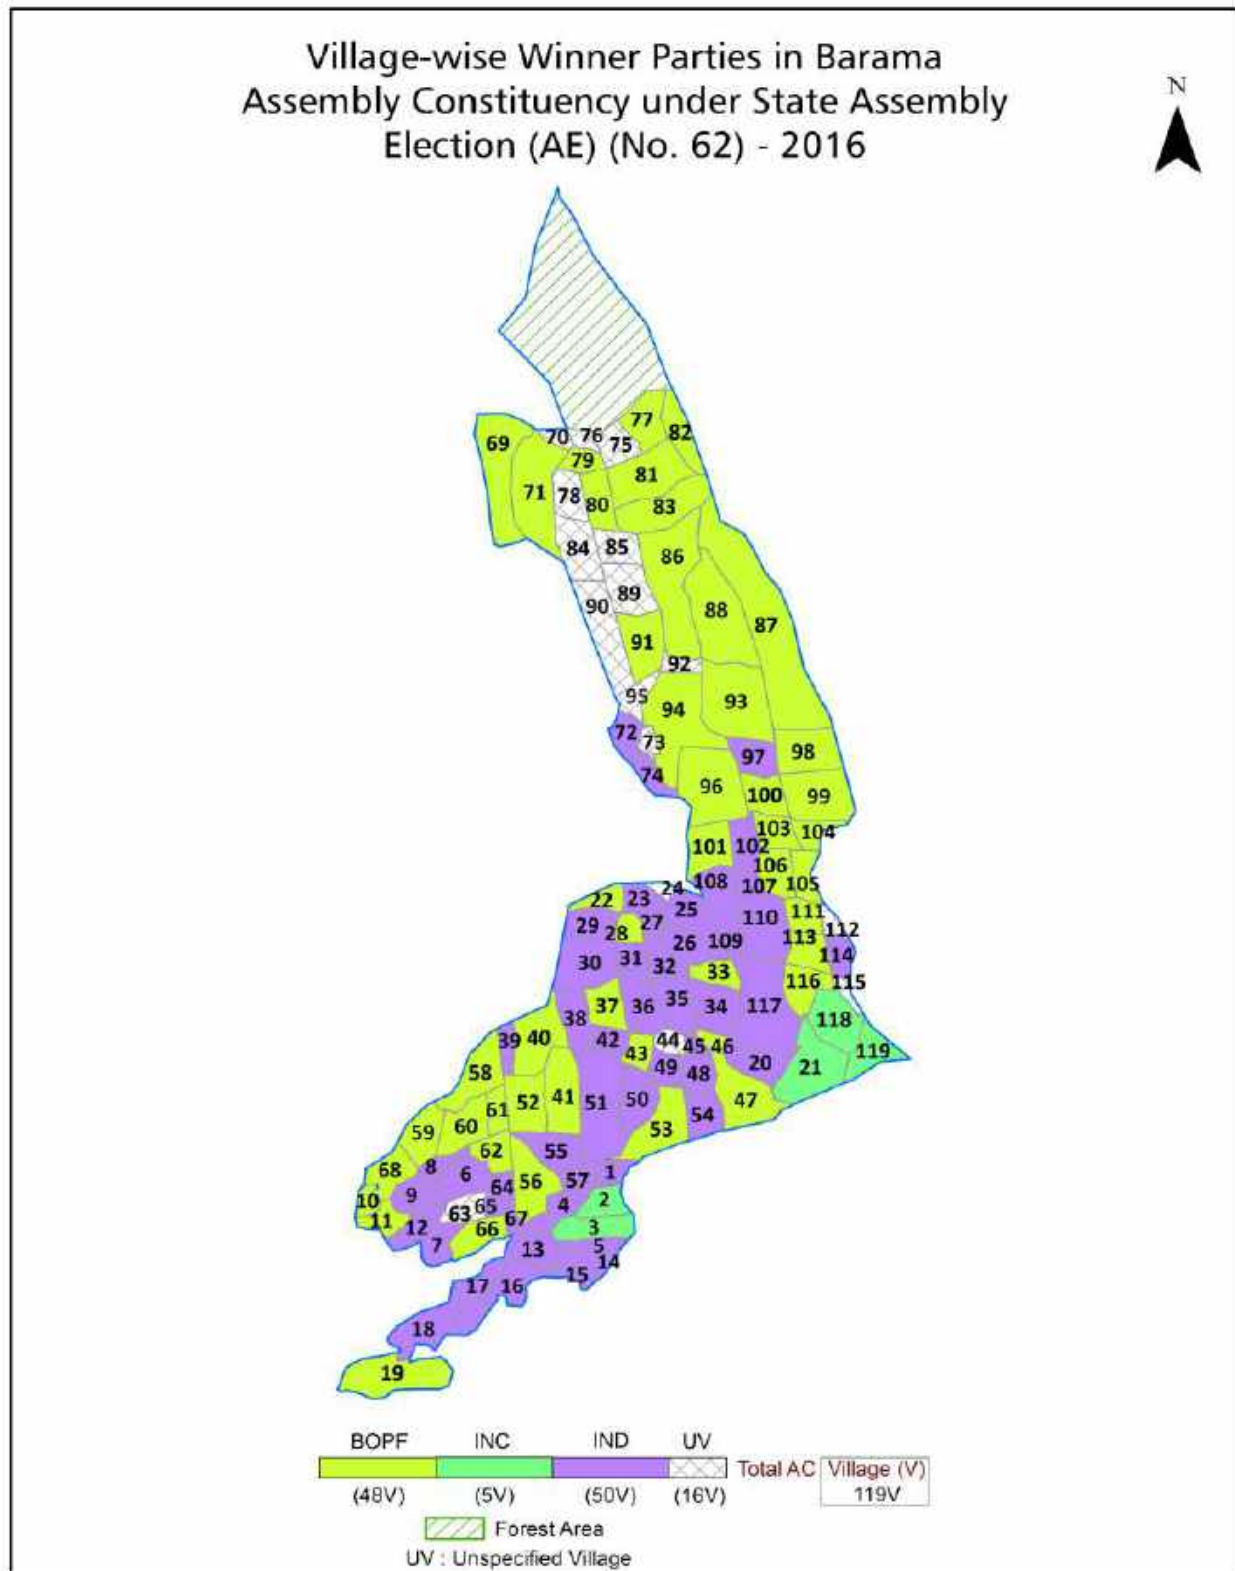 Village-wise Winner Parties in Barama
Assembly Constituency under State Assembly
Election (AE) (No. 62) - 2016
N
77
82
70 76 75
69
79
81
71 78 80 83
84 85
86
90 89
88
87
91
92
95
94 93
72 73
97 98
74
96 100 99
103 104
101 102
106
24 108 107 105
22 23
25 110 111
29 28 27 112
26 109 113
30 31 32 33 114
116 115
37 36 35 34 117
38 118
39 40 42 43 44 45 46 119
58 49 48 20 21
61 52 41 51 50 47
59 60 53 54
62 55
68 8 6 56 57 1
10 9 64 4 2
11 63 65
12 66 67 3
7 13 5
14
17 16 15
18
19
BOPF INC IND UV
Total AC Village (V)
(48V) (5V) (50V) (16V) 119V
Forest Area
UV : Unspecified Village